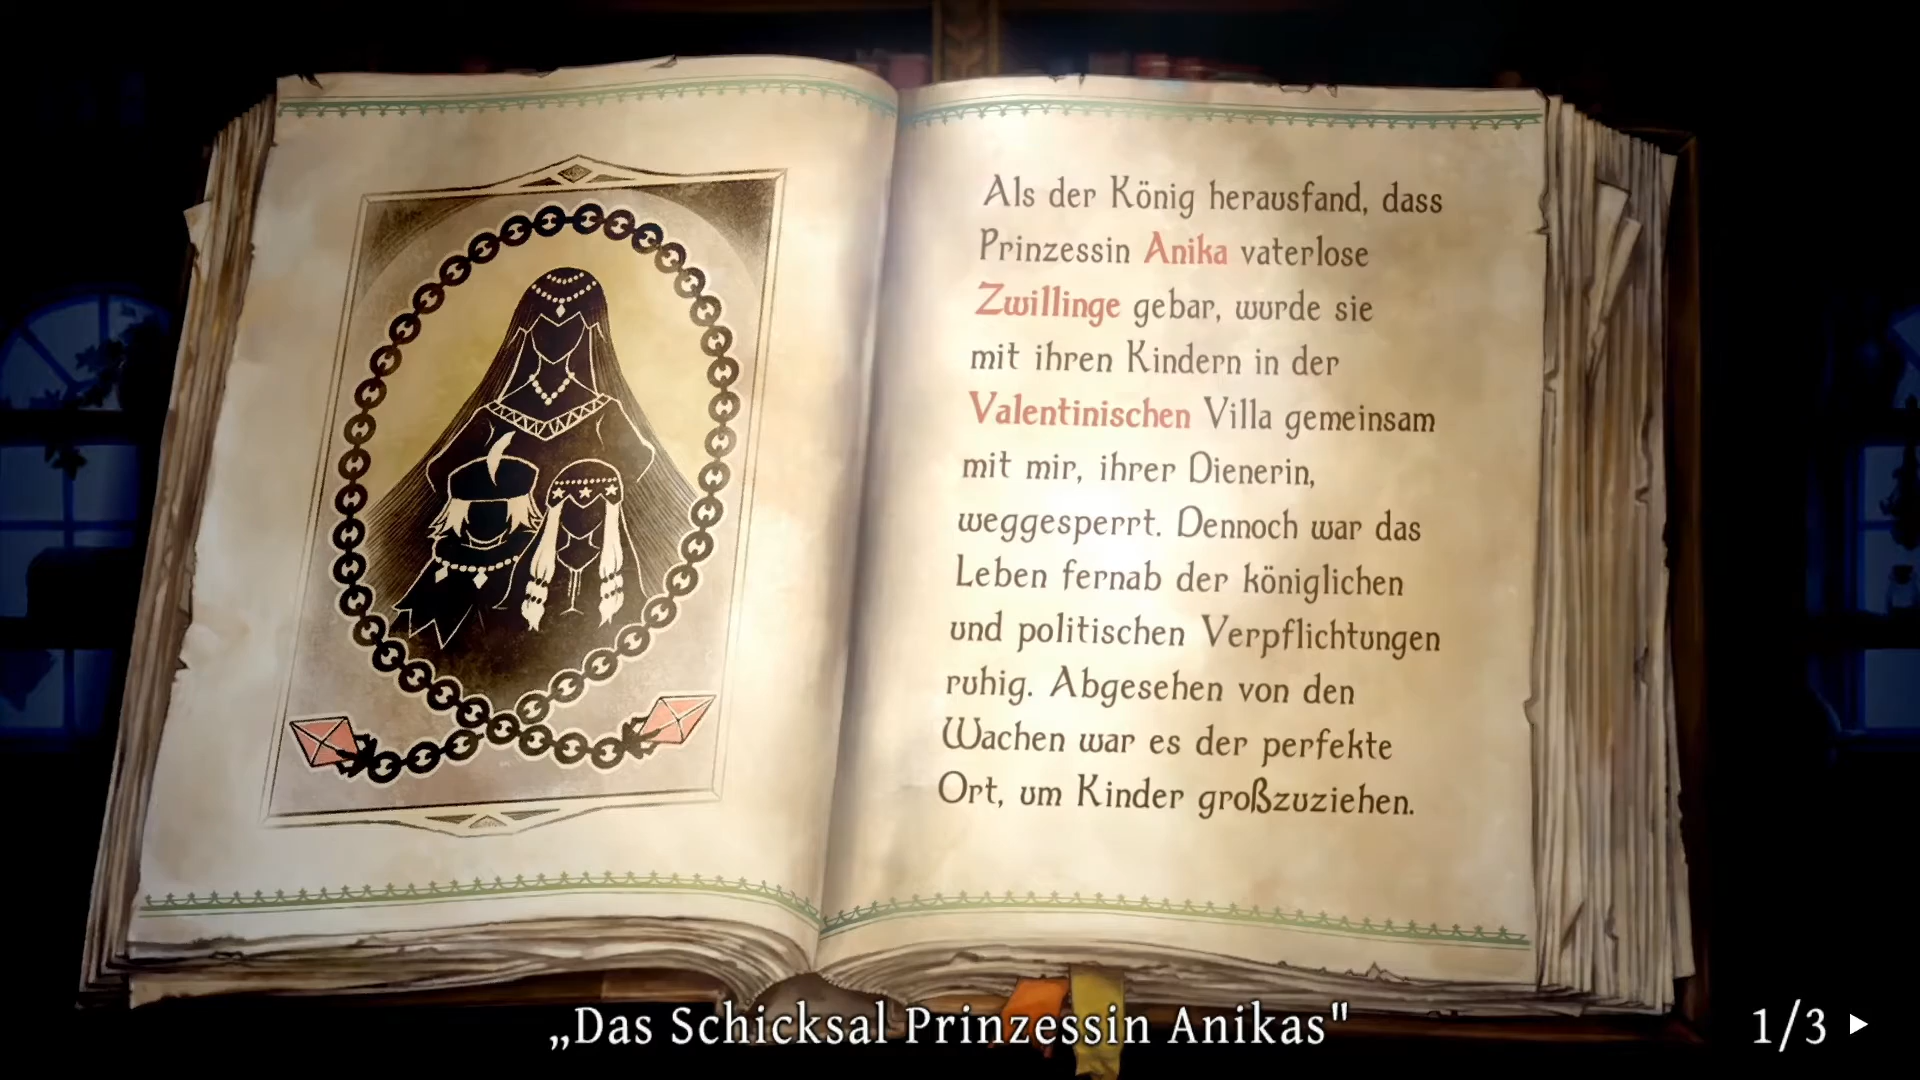 Als der König herausfand, dass
Prinzessin Anika vaterlose
Zwillinge gebar, wurde sie
mit ihren Kindern in der
Valentinischen Villa gemeinsam
mit mir, ihrer Dienerin,
weggesperrt. Dennoch war das
Leben fernab der königlichen
und politischen Verpflichtungen
ruhig. Abgesehen von den
Wachen war es der perfekte
Ort, um Kinder großzuziehen.
„Das Schicksal Prinzessin Anikas"
1/3